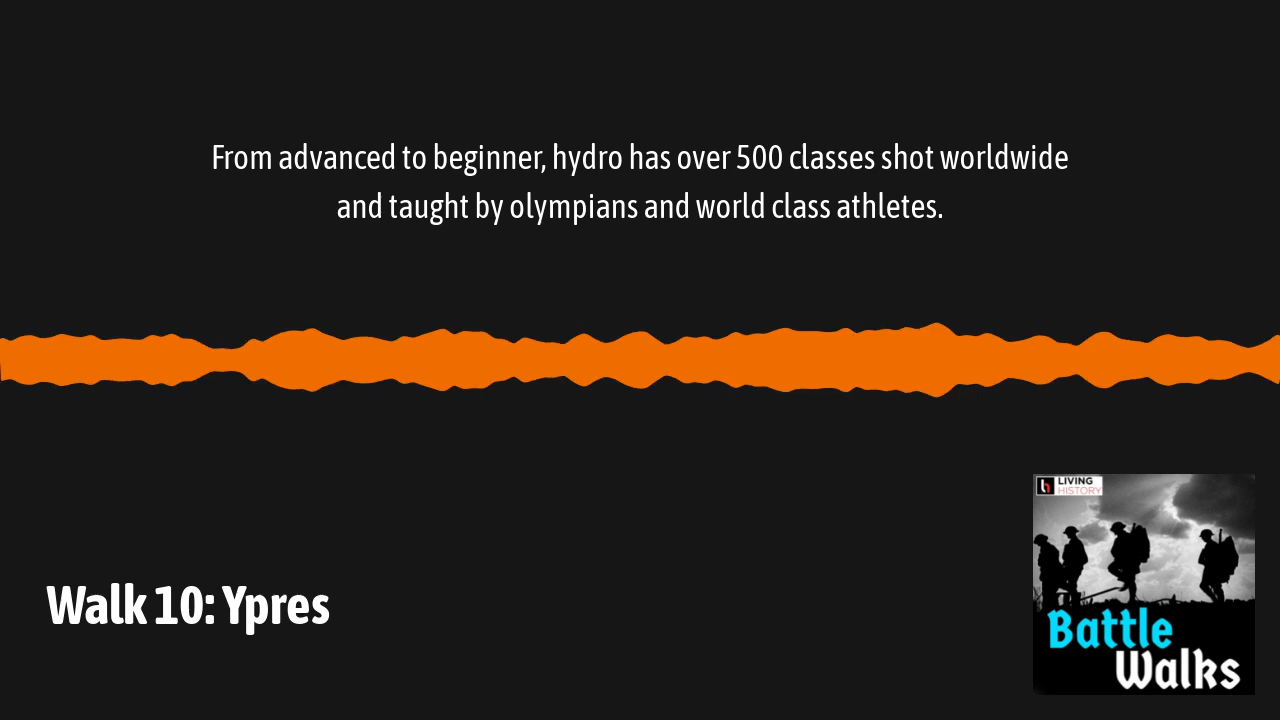 From advanced to beginner, hydro has over 500 classes shot worldwide
and taught by olympians and world class athletes.
Walk 10: Ypres
LIVING
HISTORY
Battle
Walks